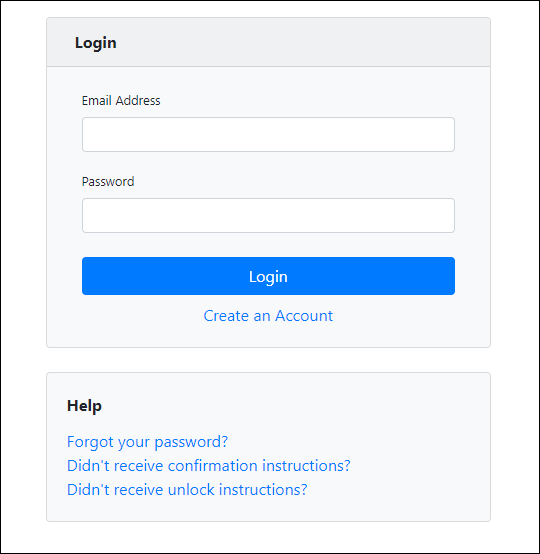 Login
Email Address
Password
Login
Create an Account
Help
Forgot your password?
Didn't receive confirmation instructions?
Didn't receive unlock instructions?